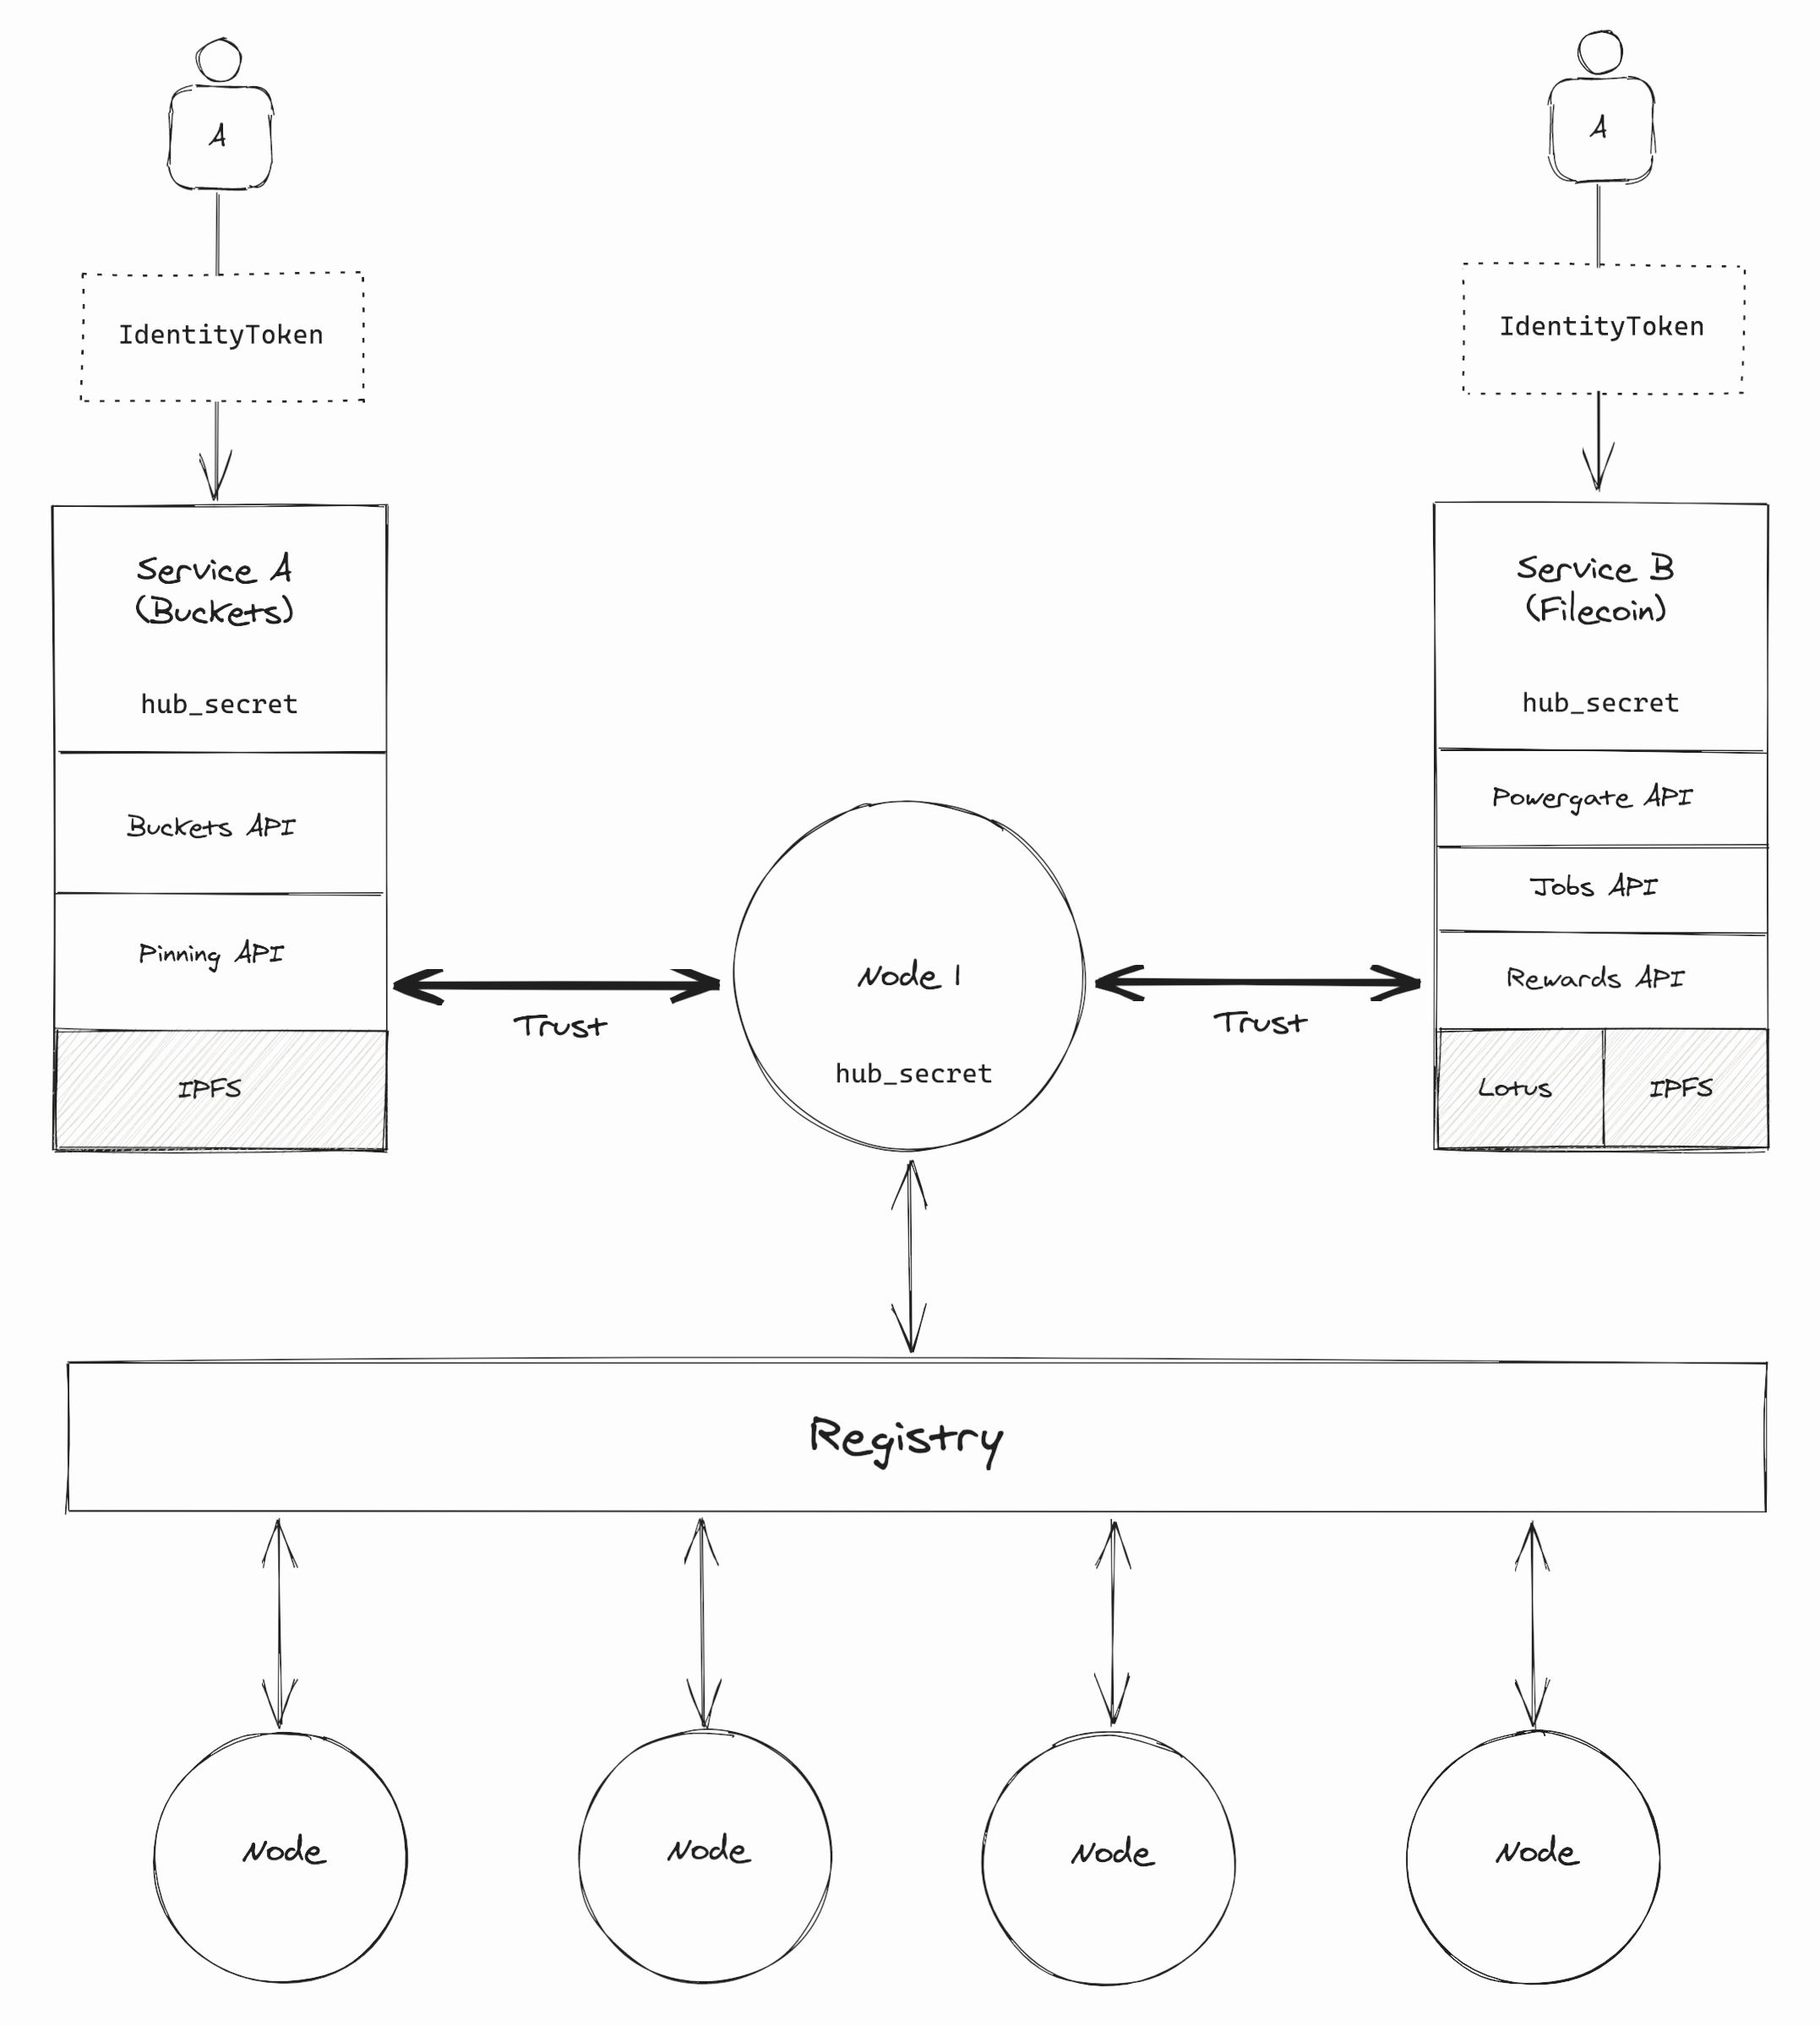 A
A
IdentityToken
IdentityToken
Service A
(Buckets)
hub_secret
Buckets API
Pinning API
IPFS
Trust
Node 1
hub_secret
Trust
Service B
(Filecoin)
hub_secret
Powergate API
Jobs API
Rewards API
Lotus
IPFS
Registry
Node
Node
Node
Node